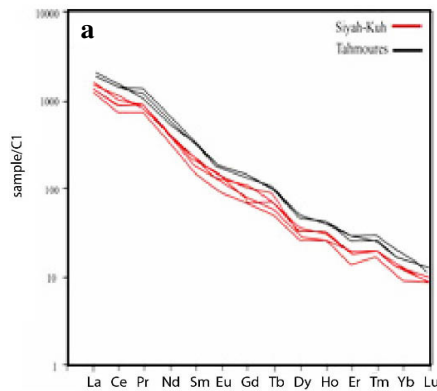 a
Siyah-Kuh
Tahmoures
10000
1000
100
10
1
sample/C1
La Ce Pr Nd Sm Eu Gd Tb Dy Ho Er Tm Yb Lu